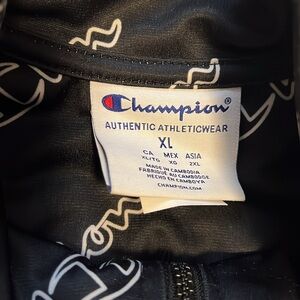 Champion
AUTHENTIC ATHLETICWEAR
XL
CA MEX ASIA
XL/TG XG 2XL
MADE IN CAMBODIA
FABRIQUÉ AU CAMBODGE
HECHO EN CAMBOYA
CHAMPION.COM